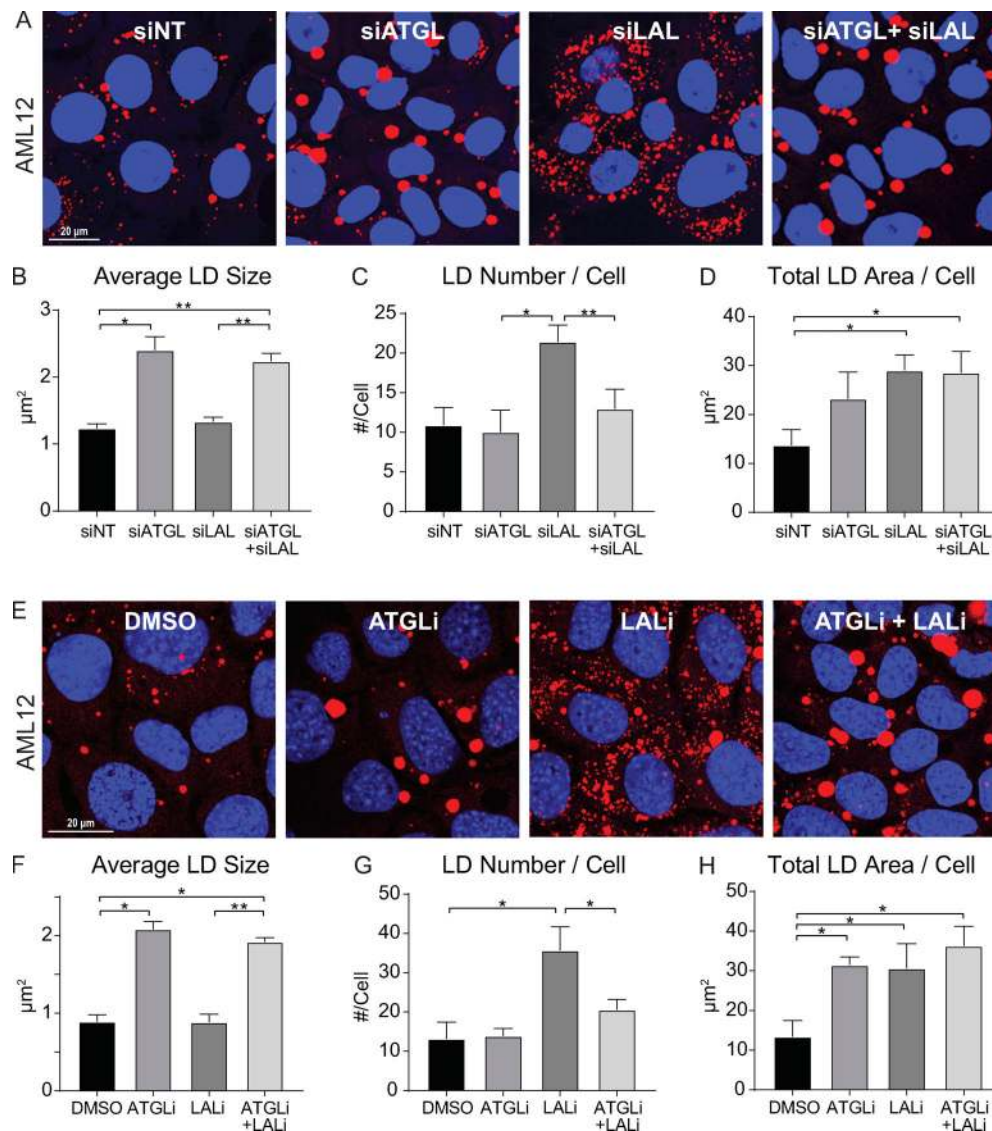 A
siNT
siATGL
siLAL
siATGL+ siLAL
AML12
20 µm
B
Average LD Size
C
LD Number / Cell
D
Total LD Area / Cell
µm²
3
2
1
0
*
**
**
siNT
siATGL
siLAL
siATGL
+siLAL
#/Cell
25
20
15
10
5
0
*
**
siNT
siATGL
siLAL
siATGL
+siLAL
µm²
40
30
20
10
0
*
*
siNT
siATGL
siLAL
siATGL
+siLAL
E
DMSO
ATGLi
LALi
ATGLi + LALi
AML12
20 µm
F
Average LD Size
G
LD Number / Cell
H
Total LD Area / Cell
µm²
2
1
0
*
*
**
DMSO
ATGLi
LALi
ATGLi
+LALi
#/Cell
50
40
30
20
10
0
*
*
DMSO
ATGLi
LALi
ATGLi
+LALi
µm²
50
40
30
20
10
0
*
*
*
DMSO
ATGLi
LALi
ATGLi
+LALi